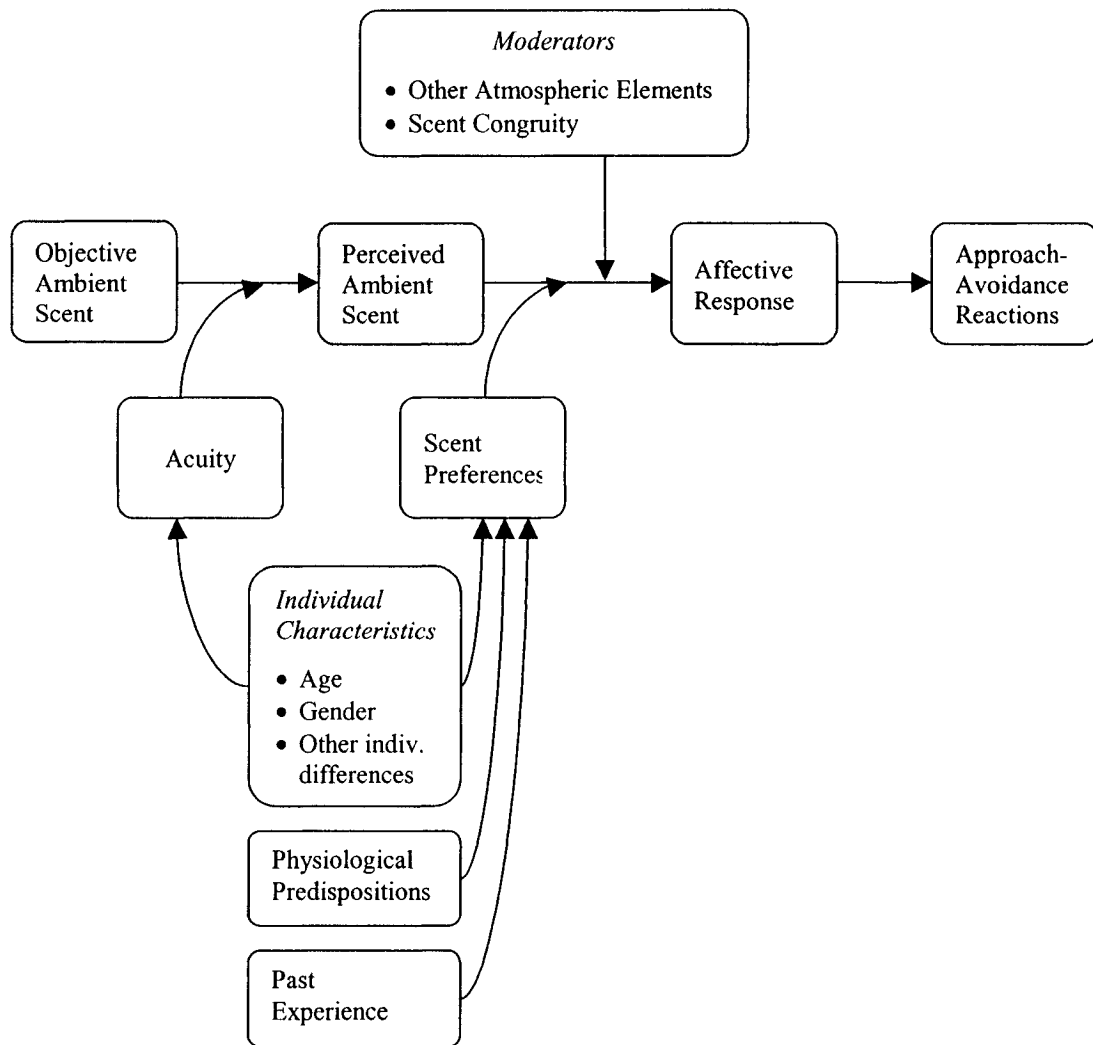 Moderators
• Other Atmospheric Elements
• Scent Congruity
Objective
Ambient
Scent
Perceived
Ambient
Scent
Affective
Response
Approach-
Avoidance
Reactions
Acuity
Scent
Preferences
Individual
Characteristics
• Age
• Gender
• Other indiv.
differences
Physiological
Predispositions
Past
Experience